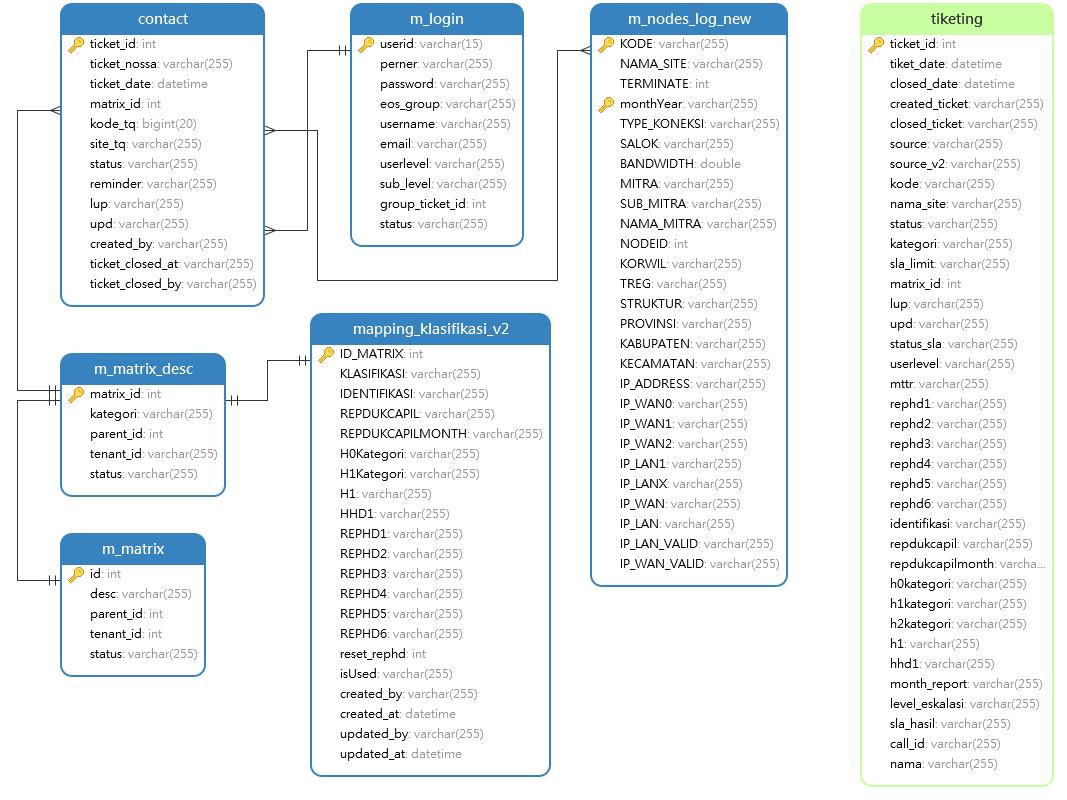 contact
ticket_id: int
ticket_nossa: varchar(255)
ticket_date: datetime
matrix_id: int
kode_tq: bigint(20)
site_tq: varchar(255)
status: varchar(255)
reminder: varchar(255)
lup: varchar(255)
upd: varchar(255)
created_by: varchar(255)
ticket_closed_at: varchar(255)
ticket_closed_by: varchar(255)
m_login
userid: varchar(15)
perner: varchar(255)
password: varchar(255)
eos_group: varchar(255)
username: varchar(255)
email: varchar(255)
userlevel: varchar(255)
sub_level: varchar(255)
group_ticket_id: int
status: varchar(255)
m_nodes_log_new
KODE: varchar(255)
NAMA_SITE: varchar(255)
TERMINATE: int
monthYear: varchar(255)
TYPE_KONEKSI: varchar(255)
SALOK: varchar(255)
BANDWIDTH: double
MITRA: varchar(255)
SUB_MITRA: varchar(255)
NAMA_MITRA: varchar(255)
NODEID: int
KORWIL: varchar(255)
TREG: varchar(255)
STRUKTUR: varchar(255)
PROVINSI: varchar(255)
KABUPATEN: varchar(255)
KECAMATAN: varchar(255)
IP_ADDRESS: varchar(255)
IP_WAN0: varchar(255)
IP_WAN1: varchar(255)
IP_WAN2: varchar(255)
IP_LAN1: varchar(255)
IP_LANX: varchar(255)
IP_WAN: varchar(255)
IP_LAN: varchar(255)
IP_LAN_VALID: varchar(255)
IP_WAN_VALID: varchar(255)
tiketing
ticket_id: int
tiket_date: datetime
closed_date: datetime
created_ticket: varchar(255)
closed_ticket: varchar(255)
source: varchar(255)
source_v2: varchar(255)
kode: varchar(255)
nama_site: varchar(255)
status: varchar(255)
kategori: varchar(255)
sla_limit: varchar(255)
matrix_id: int
lup: varchar(255)
upd: varchar(255)
status_sla: varchar(255)
userlevel: varchar(255)
mttr: varchar(255)
rephd1: varchar(255)
rephd2: varchar(255)
rephd3: varchar(255)
rephd4: varchar(255)
rephd5: varchar(255)
rephd6: varchar(255)
identifikasi: varchar(255)
repdukcapil: varchar(255)
repdukcapilmonth: varcha...
h0kategori: varchar(255)
h1kategori: varchar(255)
h2kategori: varchar(255)
h1: varchar(255)
hhd1: varchar(255)
month_report: varchar(255)
level_eskalasi: varchar(255)
sla_hasil: varchar(255)
call_id: varchar(255)
nama: varchar(255)
m_matrix_desc
matrix_id: int
kategori: varchar(255)
parent_id: int
tenant_id: varchar(255)
status: varchar(255)
mapping_klasifikasi_v2
ID_MATRIX: int
KLASIFIKASI: varchar(255)
IDENTIFIKASI: varchar(255)
REPDUKCAPIL: varchar(255)
REPDUKCAPILMONTH: varchar(255)
H0Kategori: varchar(255)
H1Kategori: varchar(255)
H1: varchar(255)
HHD1: varchar(255)
REPHD1: varchar(255)
REPHD2: varchar(255)
REPHD3: varchar(255)
REPHD4: varchar(255)
REPHD5: varchar(255)
REPHD6: varchar(255)
reset_rephd: int
isUsed: varchar(255)
created_by: varchar(255)
created_at: datetime
updated_by: varchar(255)
updated_at: datetime
m_matrix
id: int
desc: varchar(255)
parent_id: int
tenant_id: int
status: varchar(255)